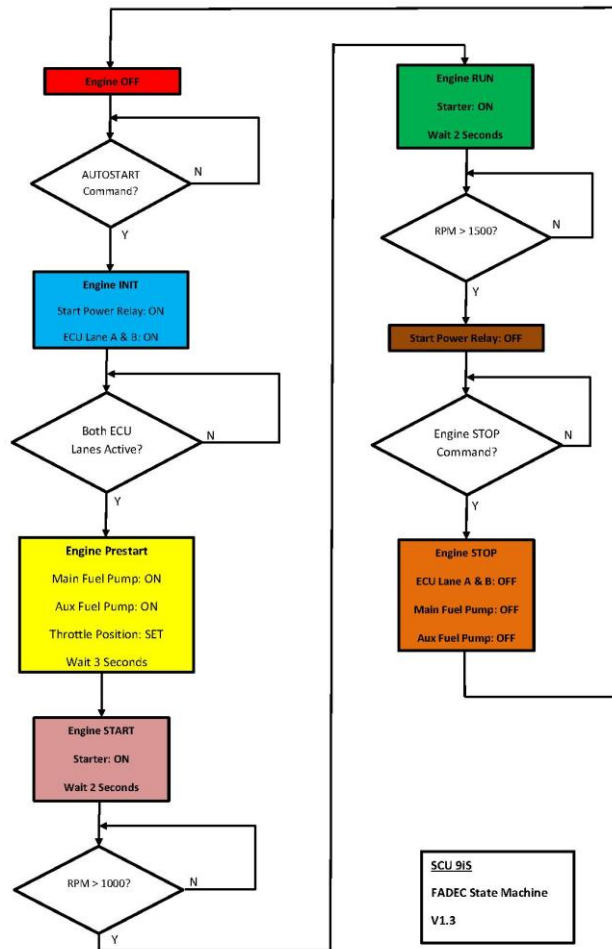 Engine OFF
AUTOSTART
Command?
N
Y
Engine INIT
Start Power Relay: ON
ECU Lane A & B: ON
Both ECU
Lanes Active?
N
Y
Engine Prestart
Main Fuel Pump: ON
Aux Fuel Pump: ON
Throttle Position: SET
Wait 3 Seconds
Engine START
Starter: ON
Wait 2 Seconds
RPM > 1000?
N
Y
Engine RUN
Starter: ON
Wait 2 Seconds
RPM > 1500?
N
Y
Start Power Relay: OFF
Engine STOP
Command?
N
Y
Engine STOP
ECU Lane A & B: OFF
Main Fuel Pump: OFF
Aux Fuel Pump: OFF
SCU 9iS
FADEC State Machine
V1.3